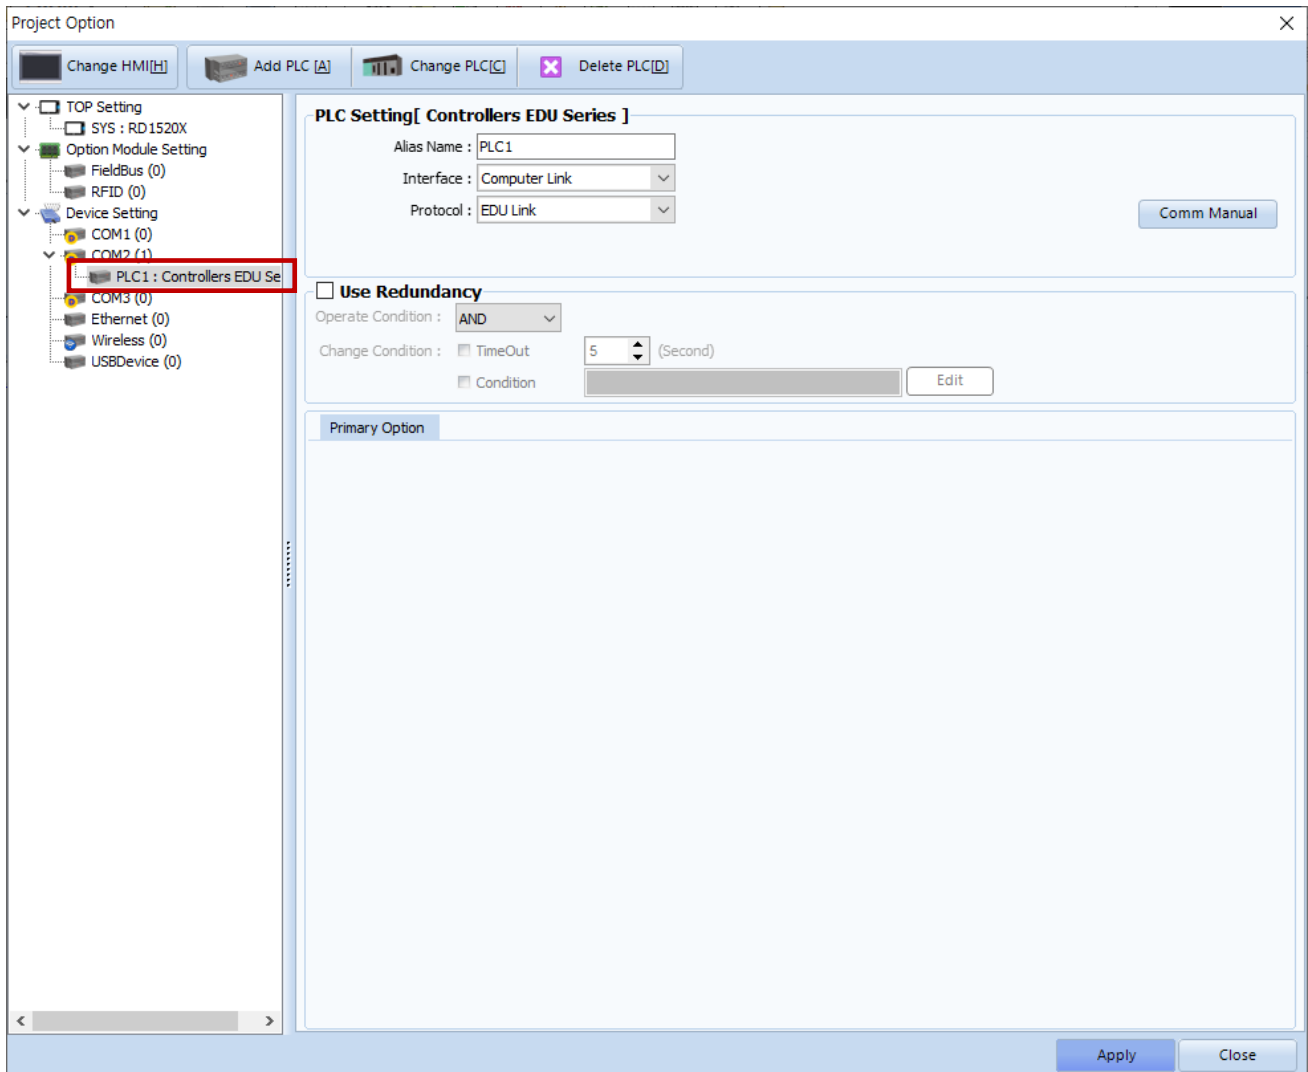 Project Option
Change HMI[H] Add PLC [A] Change PLC[C] Delete PLC[D]
TOP Setting
SYS : RD1520X
Option Module Setting
FieldBus (0)
RFID (0)
Device Setting
COM1 (0)
COM2 (1)
PLC1 : Controllers EDU Se
COM3 (0)
Ethernet (0)
Wireless (0)
USBDevice (0)
PLC Setting[ Controllers EDU Series ]
Alias Name : PLC1
Interface : Computer Link
Protocol : EDU Link
Comm Manual
Use Redundancy
Operate Condition : AND
Change Condition : TimeOut 5 (Second)
Condition Edit
Primary Option
Apply Close